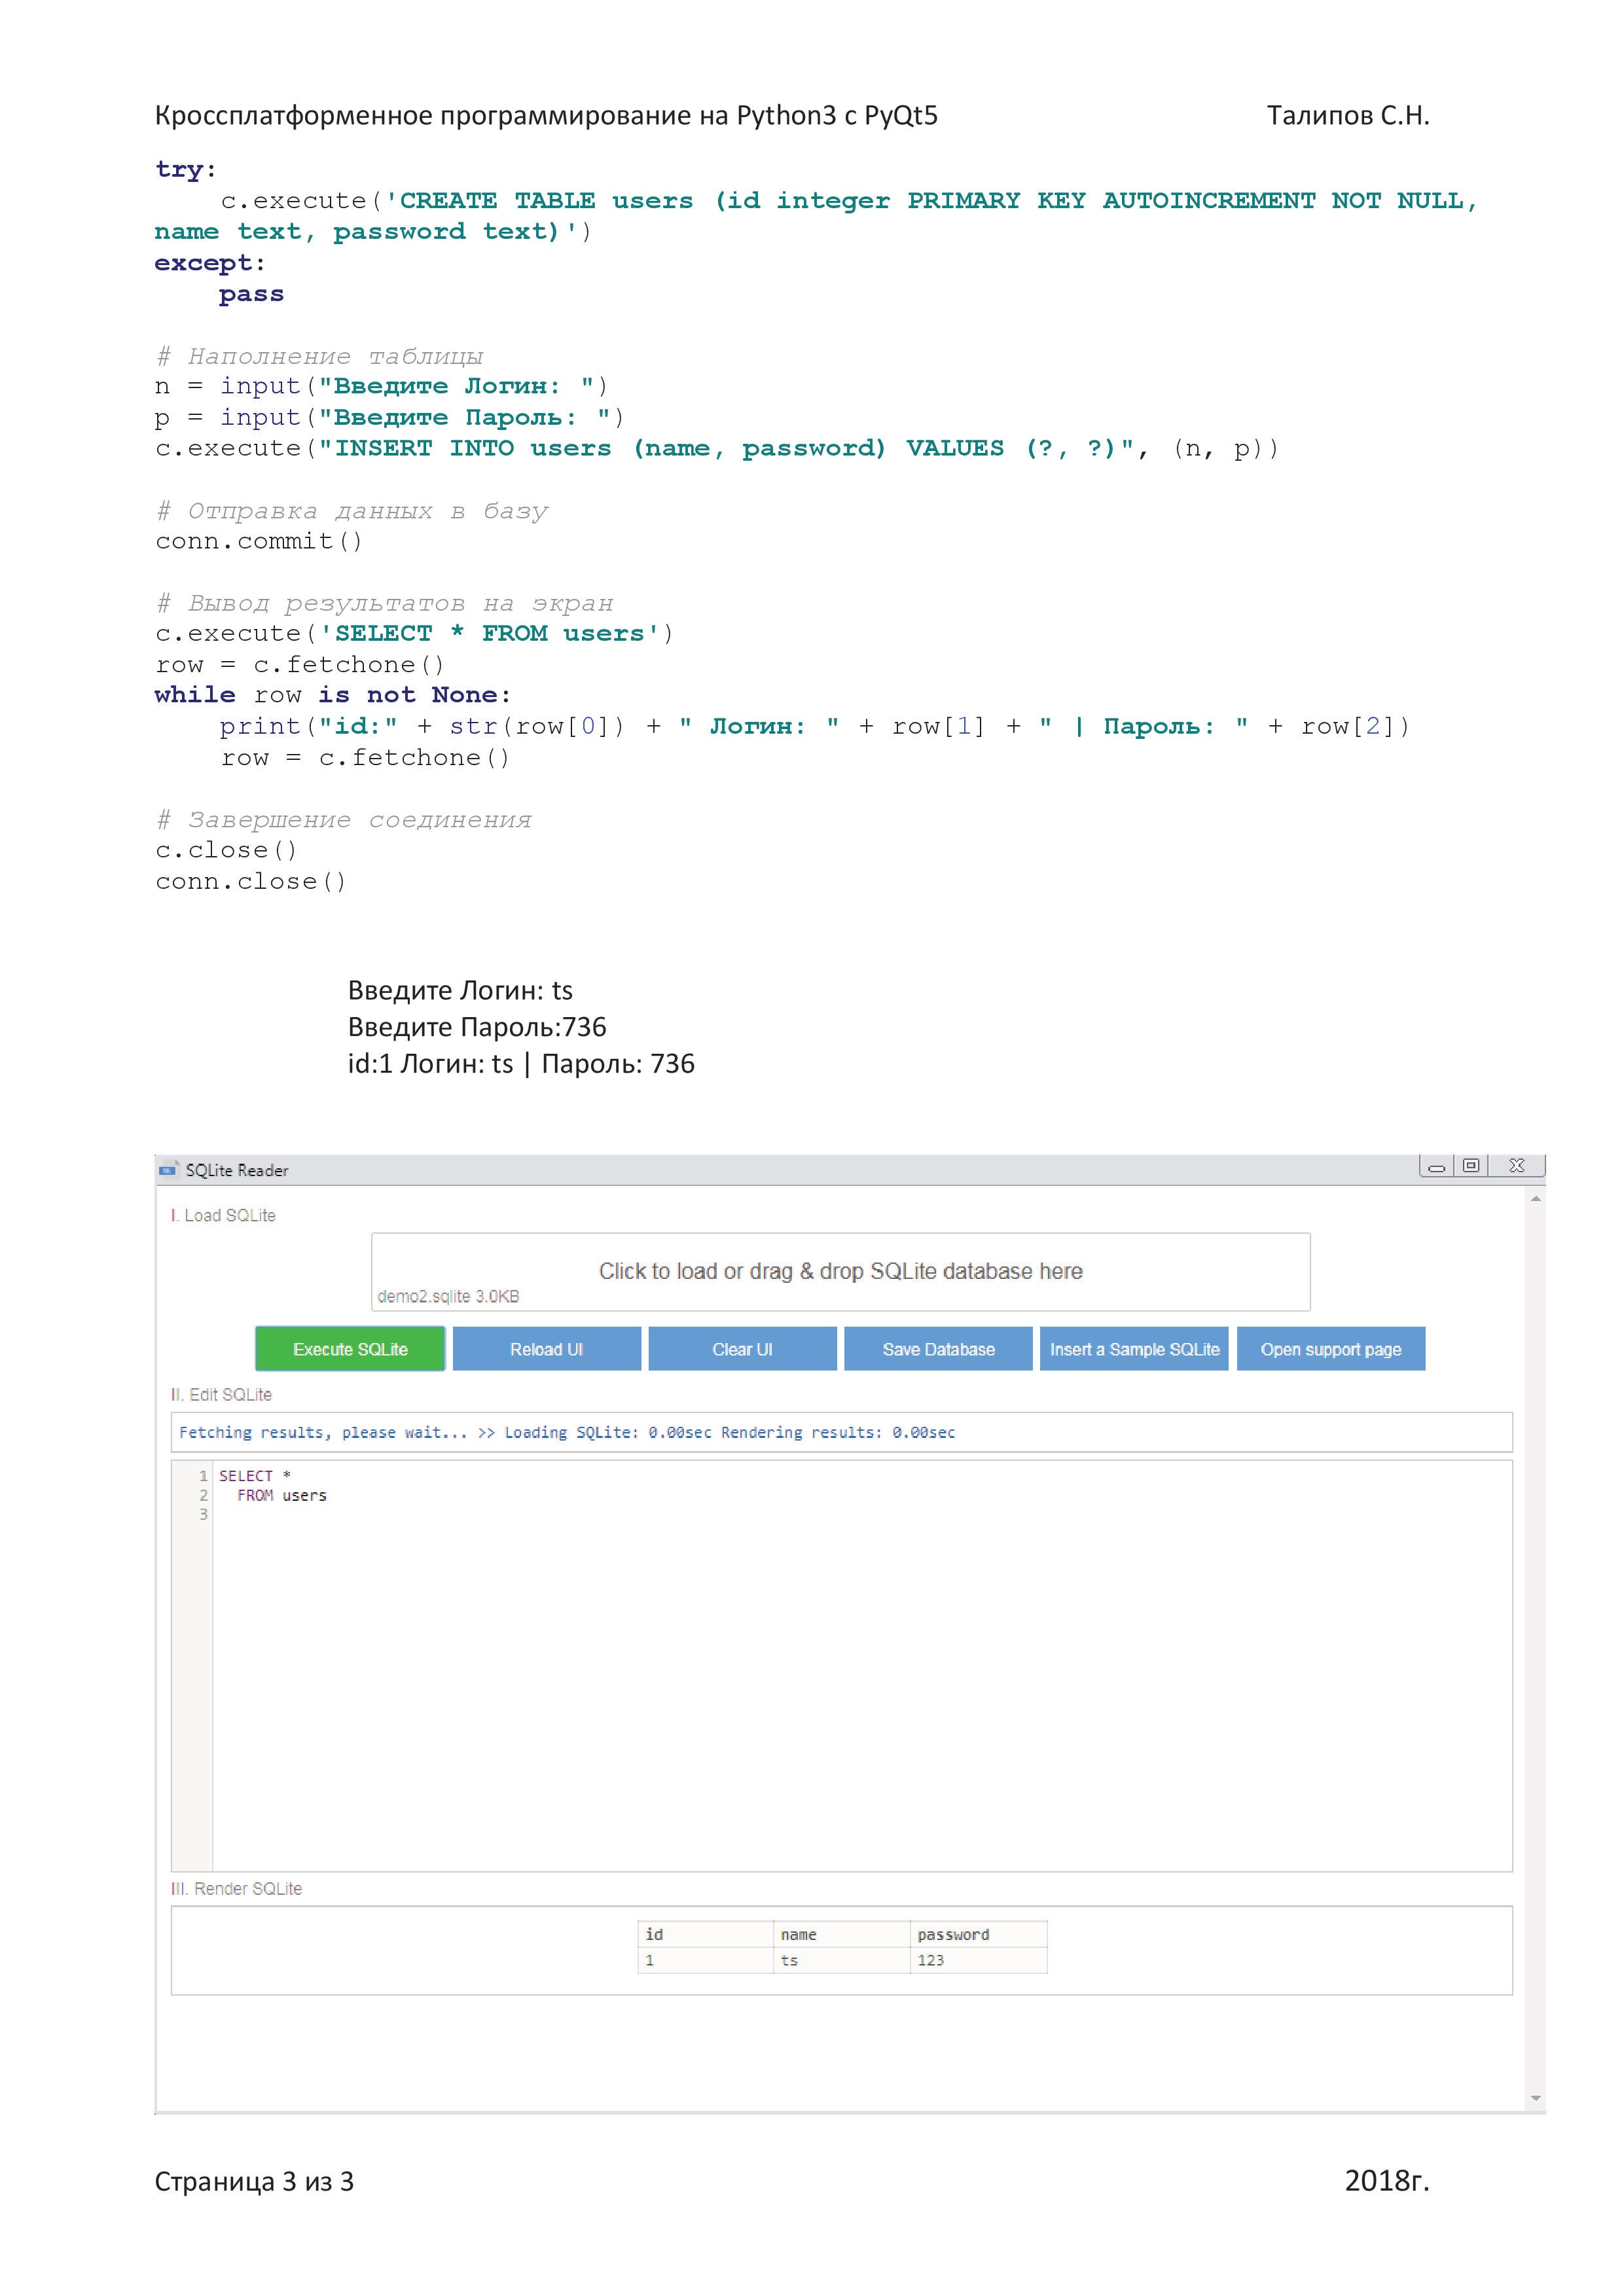 Кроссплатформенное программирование на Python3 с PyQt5 Талипов С.Н.
try:
    c.execute('CREATE TABLE users (id integer PRIMARY KEY AUTOINCREMENT NOT NULL,
name text, password text)')
except:
    pass
# Наполнение таблицы
n = input("Введите Логин: ")
p = input("Введите Пароль: ")
c.execute("INSERT INTO users (name, password) VALUES (?, ?)", (n, p))
# Отправка данных в базу
conn.commit()
# Вывод результатов на экран
c.execute('SELECT * FROM users')
row = c.fetchone()
while row is not None:
    print("id:" + str(row[0]) + " Логин: " + row[1] + " | Пароль: " + row[2])
    row = c.fetchone()
# Завершение соединения
c.close()
conn.close()
Введите Логин: ts
Введите Пароль:736
id:1 Логин: ts | Пароль: 736
SQLite Reader
I. Load SQLite
Click to load or drag & drop SQLite database here
demo2.sqlite 3.0KB
Execute SQLite Reload UI Clear UI Save Database Insert a Sample SQLite Open support page
II. Edit SQLite
Fetching results, please wait... >> Loading SQLite: 0.00sec Rendering results: 0.00sec
1 SELECT *
2   FROM users
3
III. Render SQLite
id name password
1 ts 123
Страница 3 из 3 2018г.